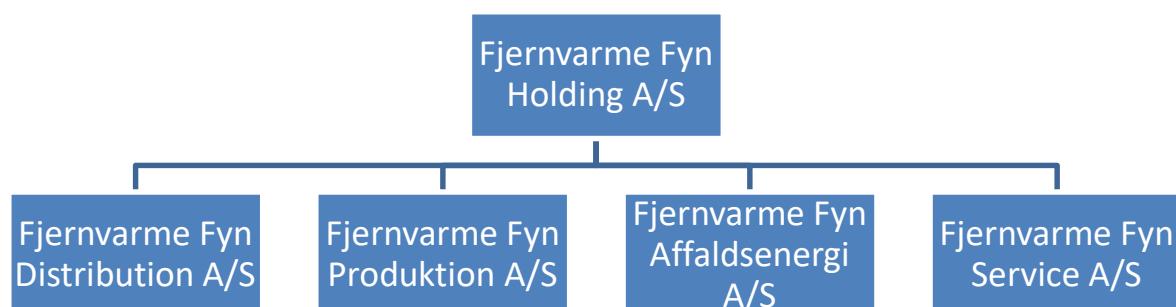 Fjernvarme Fyn
Holding A/S
Fjernvarme Fyn
Distribution A/S
Fjernvarme Fyn
Produktion A/S
Fjernvarme Fyn
Affaldsenergi
A/S
Fjernvarme Fyn
Service A/S